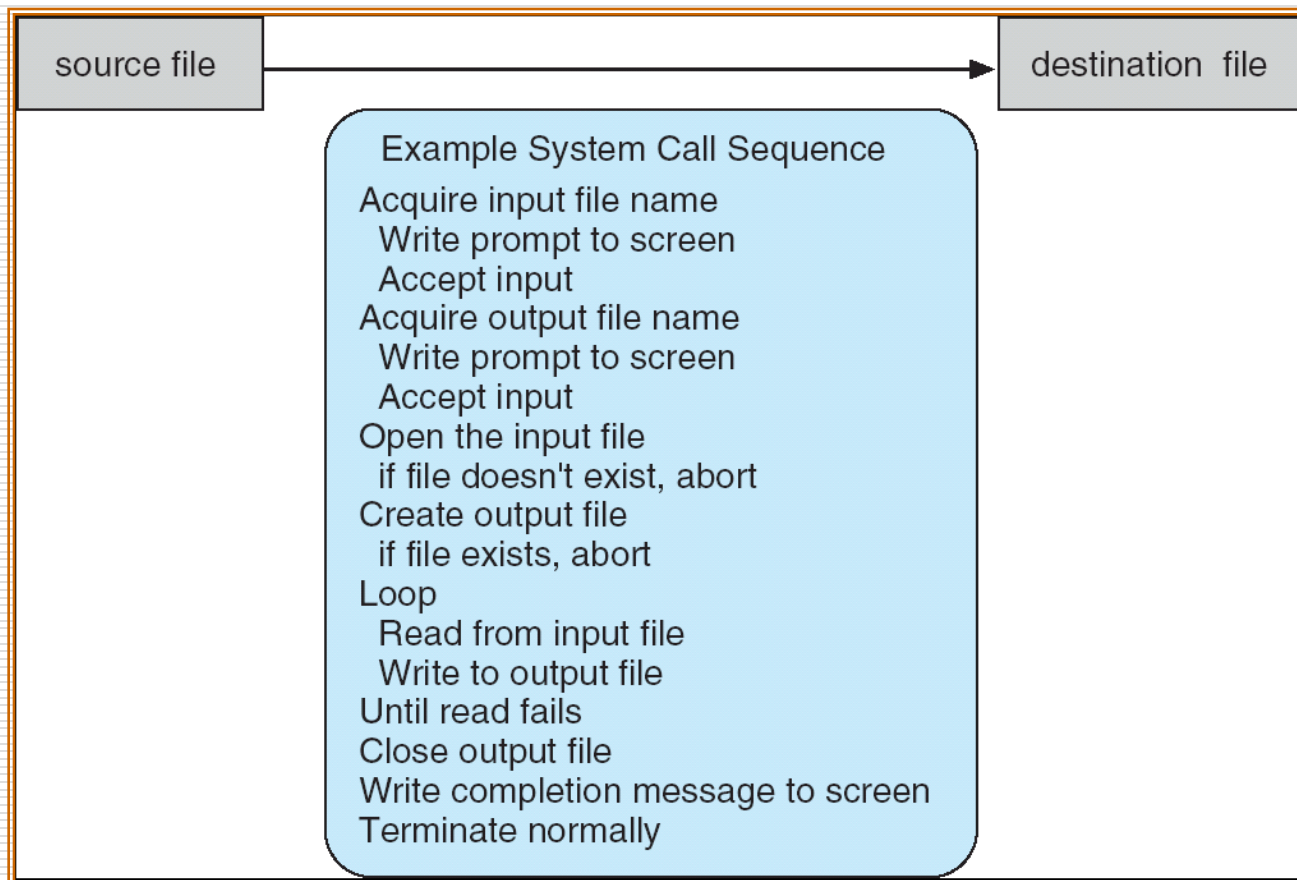 source file
destination file
Example System Call Sequence
Acquire input file name
Write prompt to screen
Accept input
Acquire output file name
Write prompt to screen
Accept input
Open the input file
if file doesn't exist, abort
Create output file
if file exists, abort
Loop
Read from input file
Write to output file
Until read fails
Close output file
Write completion message to screen
Terminate normally